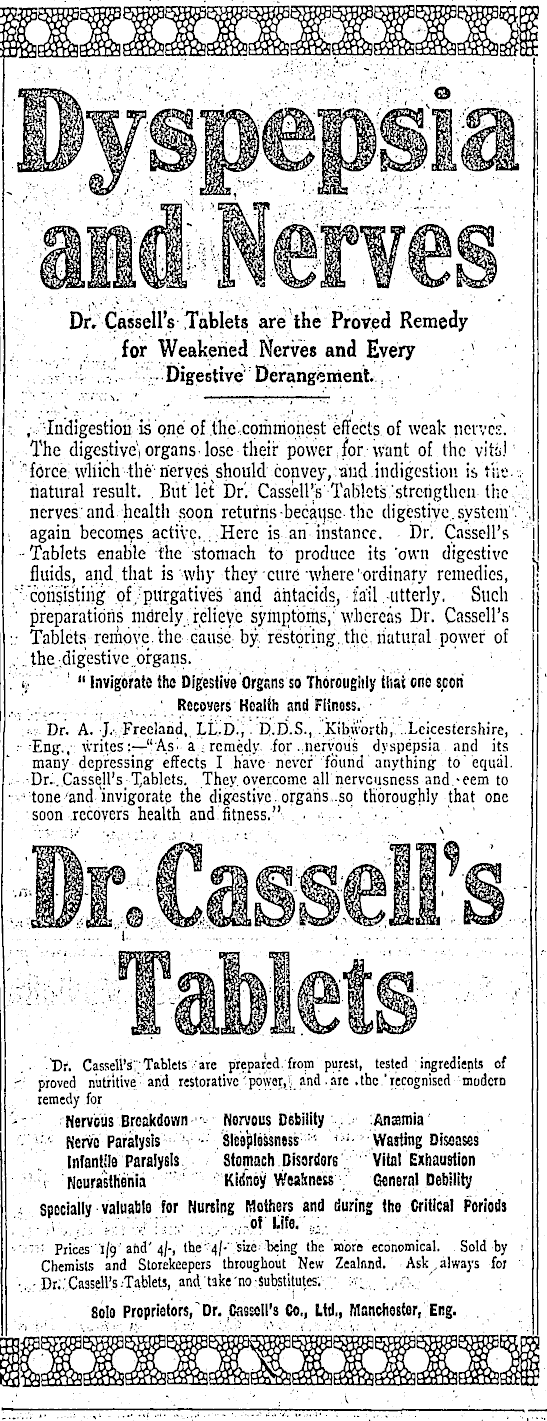 Dyspepsia
and Nerves
Dr. Cassell's Tablets are the Proved Remedy
for Weakened Nerves and Every
Digestive Derangement.
Indigestion is one of the commonest effects of weak nerves.
The digestive organs lose their power for want of the vital
force which the nerves should convey, and indigestion is the
natural result. But let Dr. Cassell's Tablets strengthen the
nerves and health soon returns because the digestive system
again becomes active. Here is an instance. Dr. Cassell's
Tablets enable the stomach to produce its own digestive
fluids, and that is why they cure where ordinary remedies,
consisting of purgatives and antacids, fail utterly. Such
preparations merely relieve symptoms, whereas Dr. Cassell's
Tablets remove the cause by restoring the natural power of
the digestive organs.
"Invigorate the Digestive Organs so Thoroughly that one soon
Recovers Health and Fitness.
Dr. A. J. Freeland, LL.D., D.D.S., Kibworth, Leicestershire,
Eng., writes:—"As a remedy for nervous dyspepsia and its
many depressing effects I have never found anything to equal
Dr. Cassell's Tablets. They overcome all nervousness and seem to
tone and invigorate the digestive organs so thoroughly that one
soon recovers health and fitness."
Dr. Cassell's
Tablets
Dr. Cassell's Tablets are prepared from purest, tested ingredients of
proved nutritive and restorative power, and are the recognised modern
remedy for
Nervous Breakdown Nervous Debility Anæmia
Nerve Paralysis Sleeplessness Wasting Diseases
Infantile Paralysis Stomach Disorders Vital Exhaustion
Neurasthenia Kidney Weakness General Debility
Specially valuable for Nursing Mothers and during the Critical Periods
of Life.
Prices 1/9 and 4/-, the 4/- size being the more economical. Sold by
Chemists and Storekeepers throughout New Zealand. Ask always for
Dr. Cassell's Tablets, and take no substitutes.
Sole Proprietors, Dr. Cassell's Co., Ltd., Manchester, Eng.